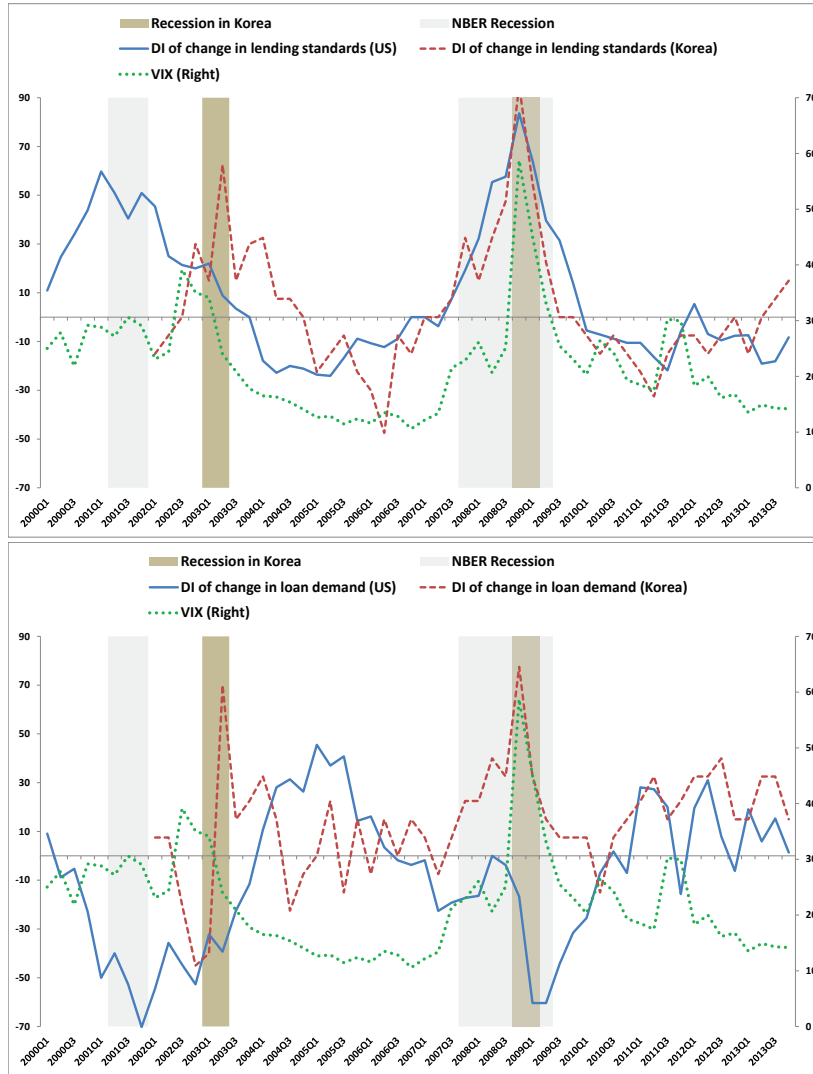 Recession in Korea NBER Recession
DI of change in lending standards (US) DI of change in lending standards (Korea)
VIX (Right)
90 70
70 60
50 50
30 40
10
-10 30
-30 20
-50 10
-70 0
2000Q1 2000Q3 2001Q1 2001Q3 2002Q1 2002Q3 2003Q1 2003Q3 2004Q1 2004Q3 2005Q1 2005Q3 2006Q1 2006Q3 2007Q1 2007Q3 2008Q1 2008Q3 2009Q1 2009Q3 2010Q1 2010Q3 2011Q1 2011Q3 2012Q1 2012Q3 2013Q1 2013Q3
Recession in Korea NBER Recession
DI of change in loan demand (US) DI of change in loan demand (Korea)
VIX (Right)
90 70
70 60
50 50
30 40
10
-10 30
-30 20
-50 10
-70 0
2000Q1 2000Q3 2001Q1 2001Q3 2002Q1 2002Q3 2003Q1 2003Q3 2004Q1 2004Q3 2005Q1 2005Q3 2006Q1 2006Q3 2007Q1 2007Q3 2008Q1 2008Q3 2009Q1 2009Q3 2010Q1 2010Q3 2011Q1 2011Q3 2012Q1 2012Q3 2013Q1 2013Q3